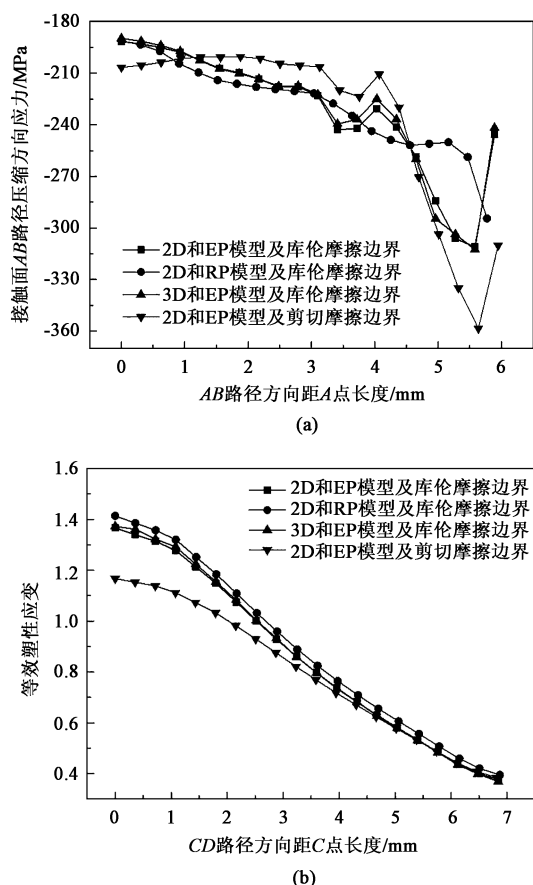 -180
-210
-240
-270
-300
-330
-360
接触面AB路径压缩方向应力/MPa
2D和EP模型及库伦摩擦边界
2D和RP模型及库伦摩擦边界
3D和EP模型及库伦摩擦边界
2D和EP模型及剪切摩擦边界
0 1 2 3 4 5 6
AB路径方向距A点长度/mm
(a)
1.6
1.4
1.2
1.0
0.8
0.6
0.4
等效塑性应变
2D和EP模型及库伦摩擦边界
2D和RP模型及库伦摩擦边界
3D和EP模型及库伦摩擦边界
2D和EP模型及剪切摩擦边界
0 1 2 3 4 5 6 7
CD路径方向距C点长度/mm
(b)